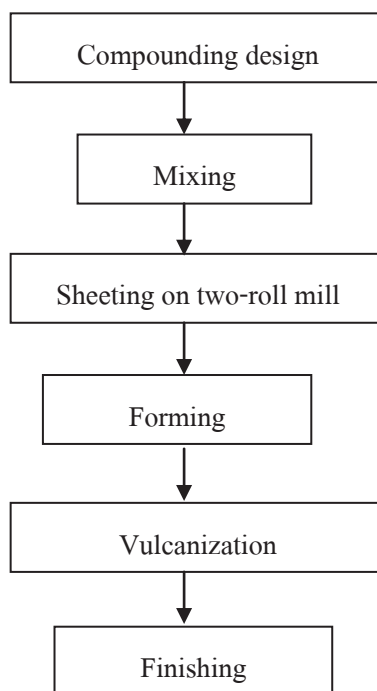 Compounding design
Mixing
Sheeting on two-roll mill
Forming
Vulcanization
Finishing